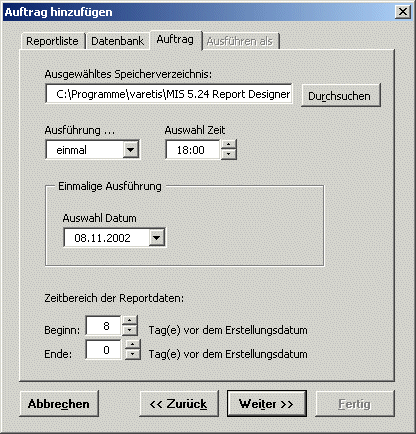 Auftrag hinzufügen
Reportliste Datenbank Auftrag Ausführen als
Ausgewähltes Speicherverzeichnis:
C:\Programme\varetis\MIS 5.24 Report Designer Durchsuchen
Ausführung ... Auswahl Zeit
einmal 18:00
Einmalige Ausführung
Auswahl Datum
08.11.2002
Zeitbereich der Reportdaten:
Beginn: 8 Tag(e) vor dem Erstellungsdatum
Ende: 0 Tag(e) vor dem Erstellungsdatum
Abbrechen << Zurück Weiter >> Fertig